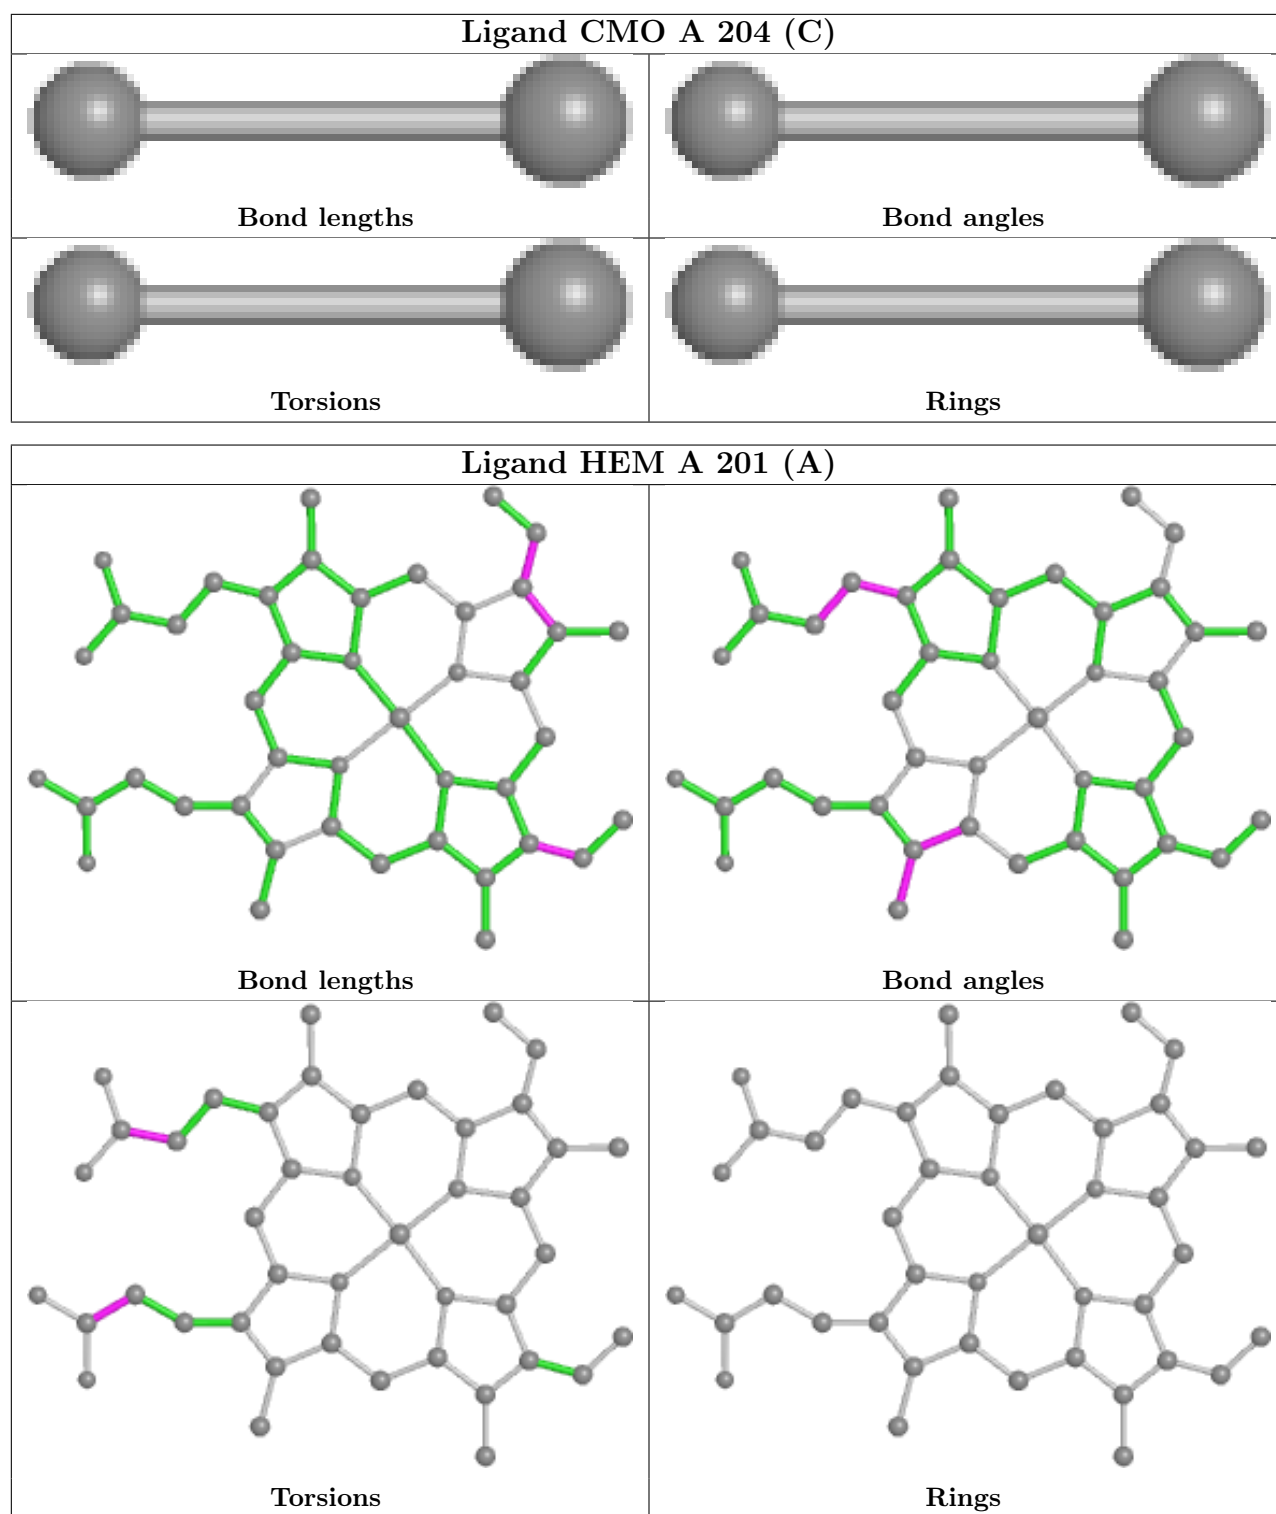 Ligand CMO A 204 (C)
Bond lengths
Bond angles
Torsions
Rings
Ligand HEM A 201 (A)
Bond lengths
Bond angles
Torsions
Rings